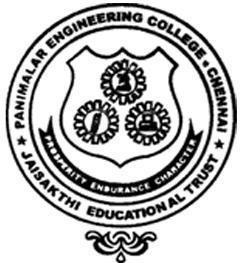 PANIMALAR ENGINEERING COLLEGE • CHENNAI
PROSPERITY ENDURANCE CHARACTER
★ JAISAKTHI EDUCATIONAL TRUST ★